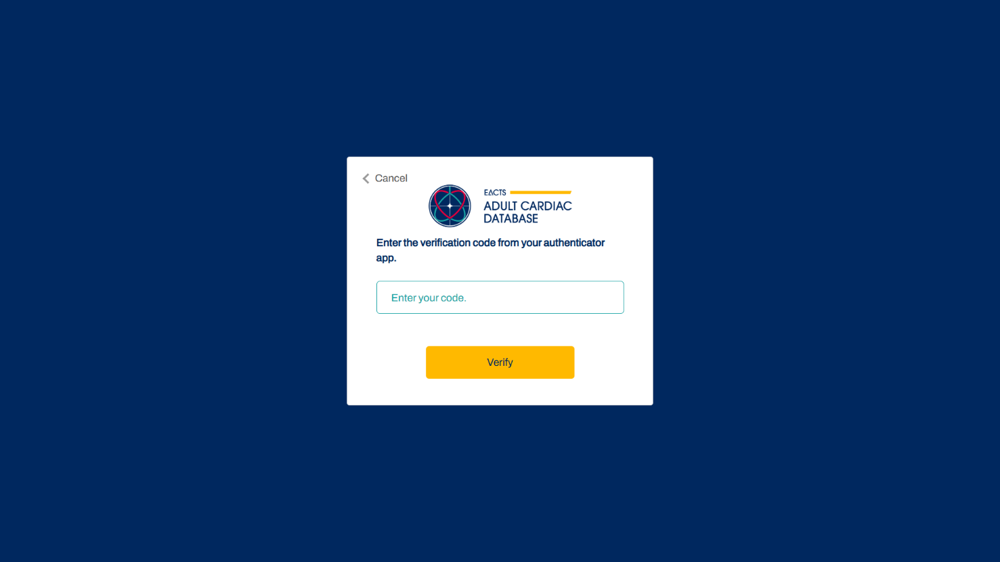 Cancel
EACTS
ADULT CARDIAC
DATABASE
Enter the verification code from your authenticator
app.
Enter your code.
Verify